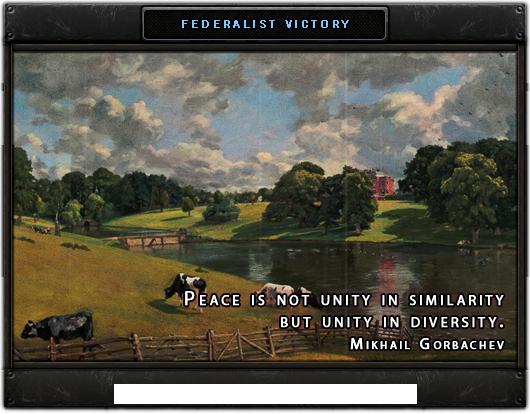 FEDERALIST VICTORY
PEACE IS NOT UNITY IN SIMILARITY
BUT UNITY IN DIVERSITY.
MIKHAIL GORBACHEV